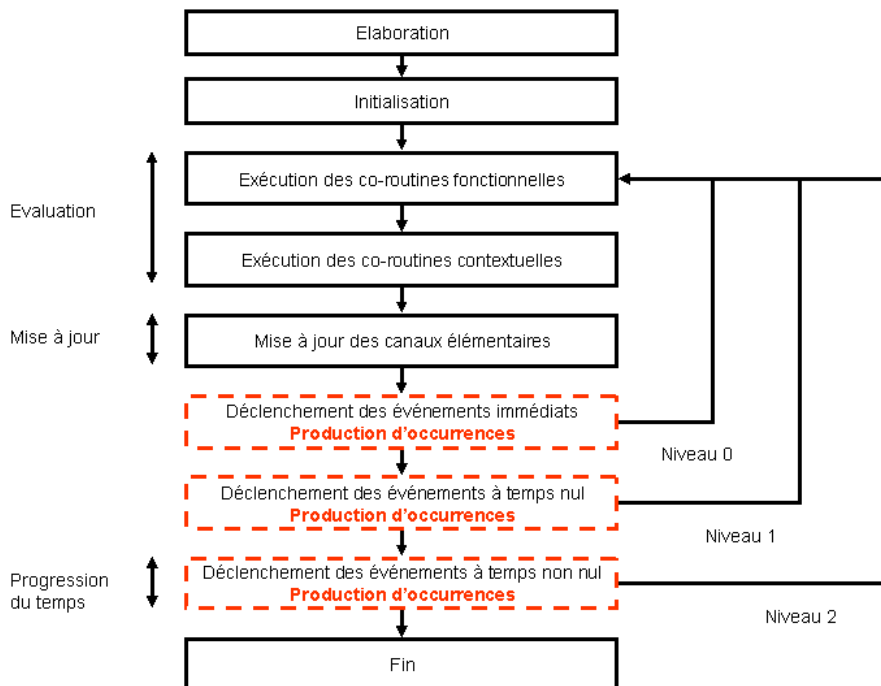 Elaboration
Initialisation
Exécution des co-routines fonctionnelles
Evaluation
Exécution des co-routines contextuelles
Mise à jour
Mise à jour des canaux élémentaires
Déclenchement des événements immédiats
Production d'occurrences
Niveau 0
Déclenchement des événements à temps nul
Production d'occurrences
Niveau 1
Progression
du temps
Déclenchement des événements à temps non nul
Production d'occurrences
Niveau 2
Fin